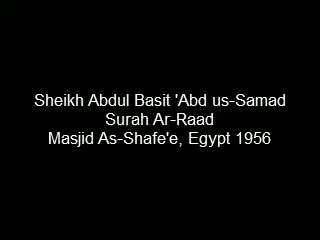 Sheikh Abdul Basit 'Abd us-Samad
Surah Ar-Raad
Masjid As-Shafe'e, Egypt 1956